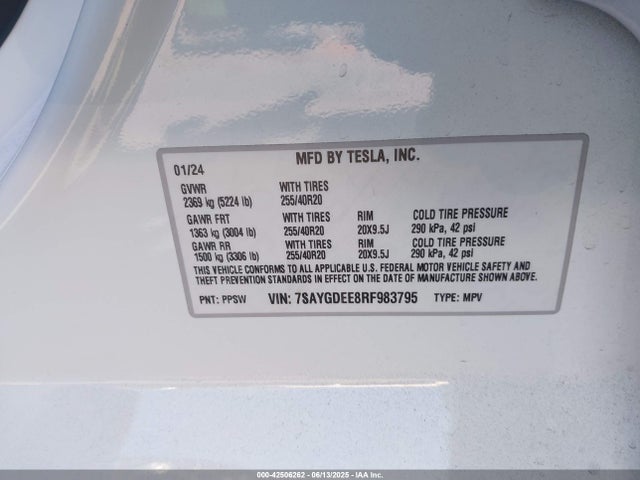 MFD BY TESLA, INC.
01/24
GVWR WITH TIRES
2369 kg (5224 lb) 255/40R20
GAWR FRT WITH TIRES RIM COLD TIRE PRESSURE
1363 kg (3004 lb) 255/40R20 20X9.5J 290 kPa, 42 psi
GAWR RR WITH TIRES RIM COLD TIRE PRESSURE
1500 kg (3306 lb) 255/40R20 20X9.5J 290 kPa, 42 psi
THIS VEHICLE CONFORMS TO ALL APPLICABLE U.S. FEDERAL MOTOR VEHICLE SAFETY AND
THEFT PREVENTION STANDARDS IN EFFECT ON THE DATE OF MANUFACTURE SHOWN ABOVE.
PNT: PPSW VIN: 7SAYGDEE8RF983795 TYPE: MPV
000-42506262 - 06/13/2025 - IAA Inc.